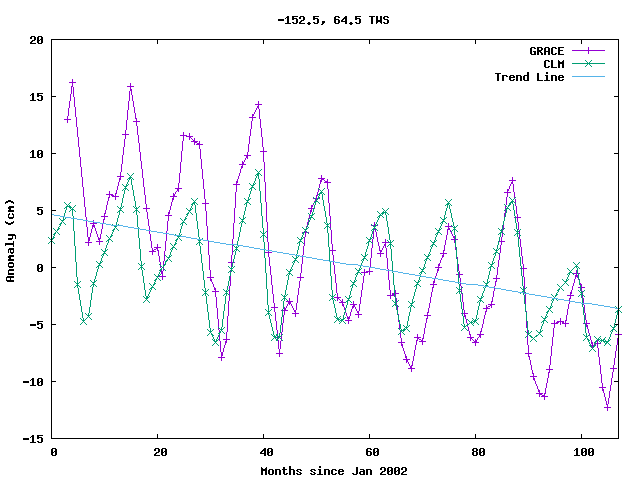 -152.5, 64.5 TWS
GRACE
CLM
Trend Line
20
15
10
5
0
-5
-10
-15
Anomaly (cm)
0 20 40 60 80 100
Months since Jan 2002